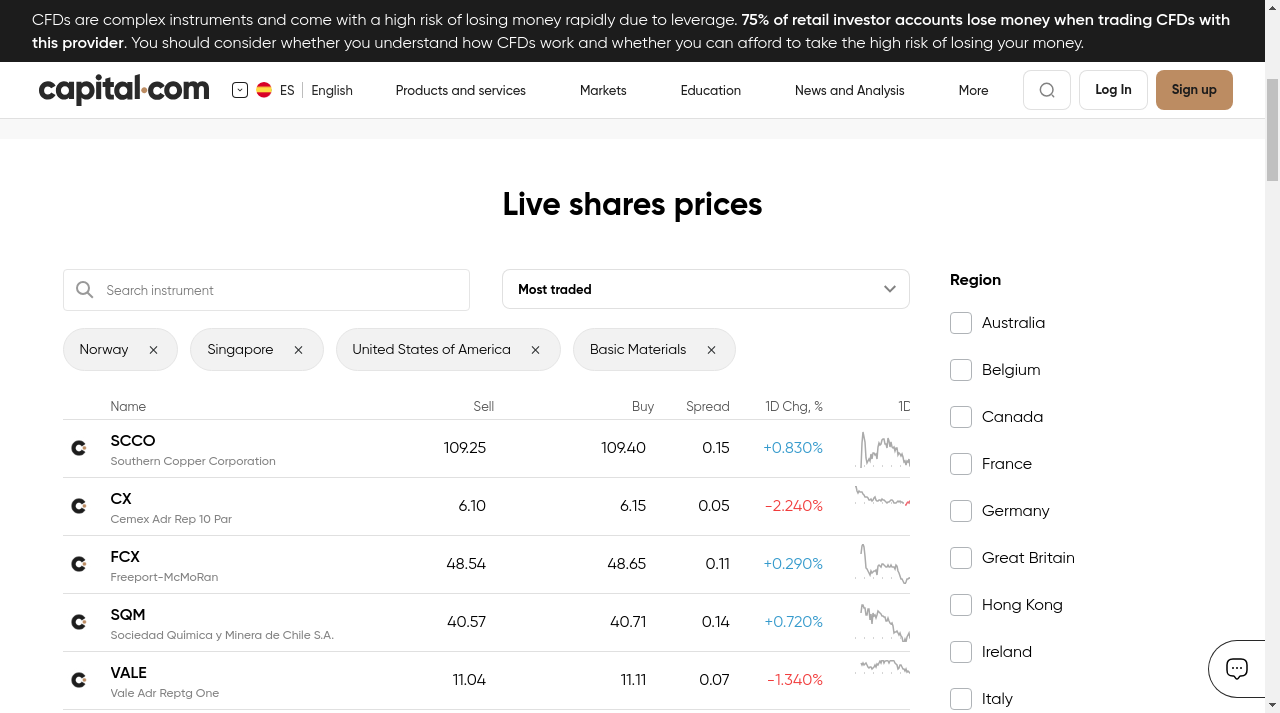 CFDs are complex instruments and come with a high risk of losing money rapidly due to leverage. 75% of retail investor accounts lose money when trading CFDs with
this provider. You should consider whether you understand how CFDs work and whether you can afford to take the high risk of losing your money.
capital.com ES English Products and services Markets Education News and Analysis More Log In Sign up
Live shares prices
Search instrument
Most traded
Norway Singapore United States of America Basic Materials
Name Sell Buy Spread 1D Chg, % 1D
SCCO 109.25 109.40 0.15 +0.830%
Southern Copper Corporation
CX 6.10 6.15 0.05 -2.240%
Cemex Adr Rep 10 Par
FCX 48.54 48.65 0.11 +0.290%
Freeport-McMoRan
SQM 40.57 40.71 0.14 +0.720%
Sociedad Quimica y Minera de Chile S.A.
VALE 11.04 11.11 0.07 -1.340%
Vale Adr Reptg One
Region
Australia
Belgium
Canada
France
Germany
Great Britain
Hong Kong
Ireland
Italy